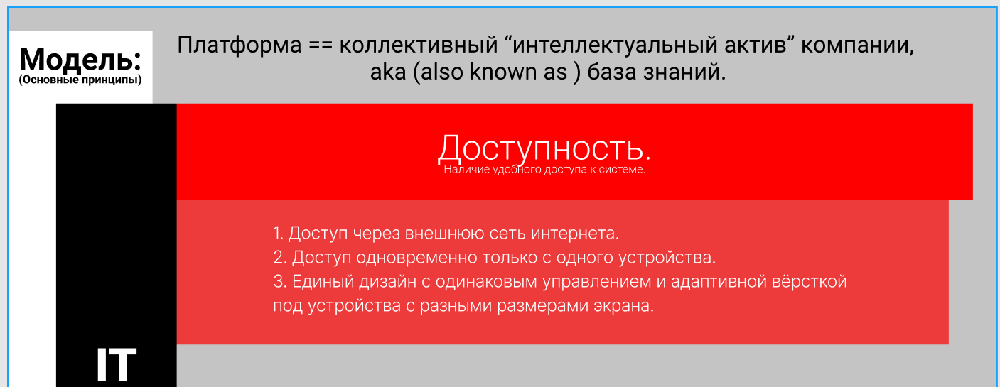 Модель:
(Основные принципы)
Платформа == коллективный “интеллектуальный актив” компании,
aka (also known as ) база знаний.
Доступность.
Наличие удобного доступа к системе.
1. Доступ через внешнюю сеть интернета.
2. Доступ одновременно только с одного устройства.
3. Единый дизайн с одинаковым управлением и адаптивной вёрсткой
под устройства с разными размерами экрана.
IT